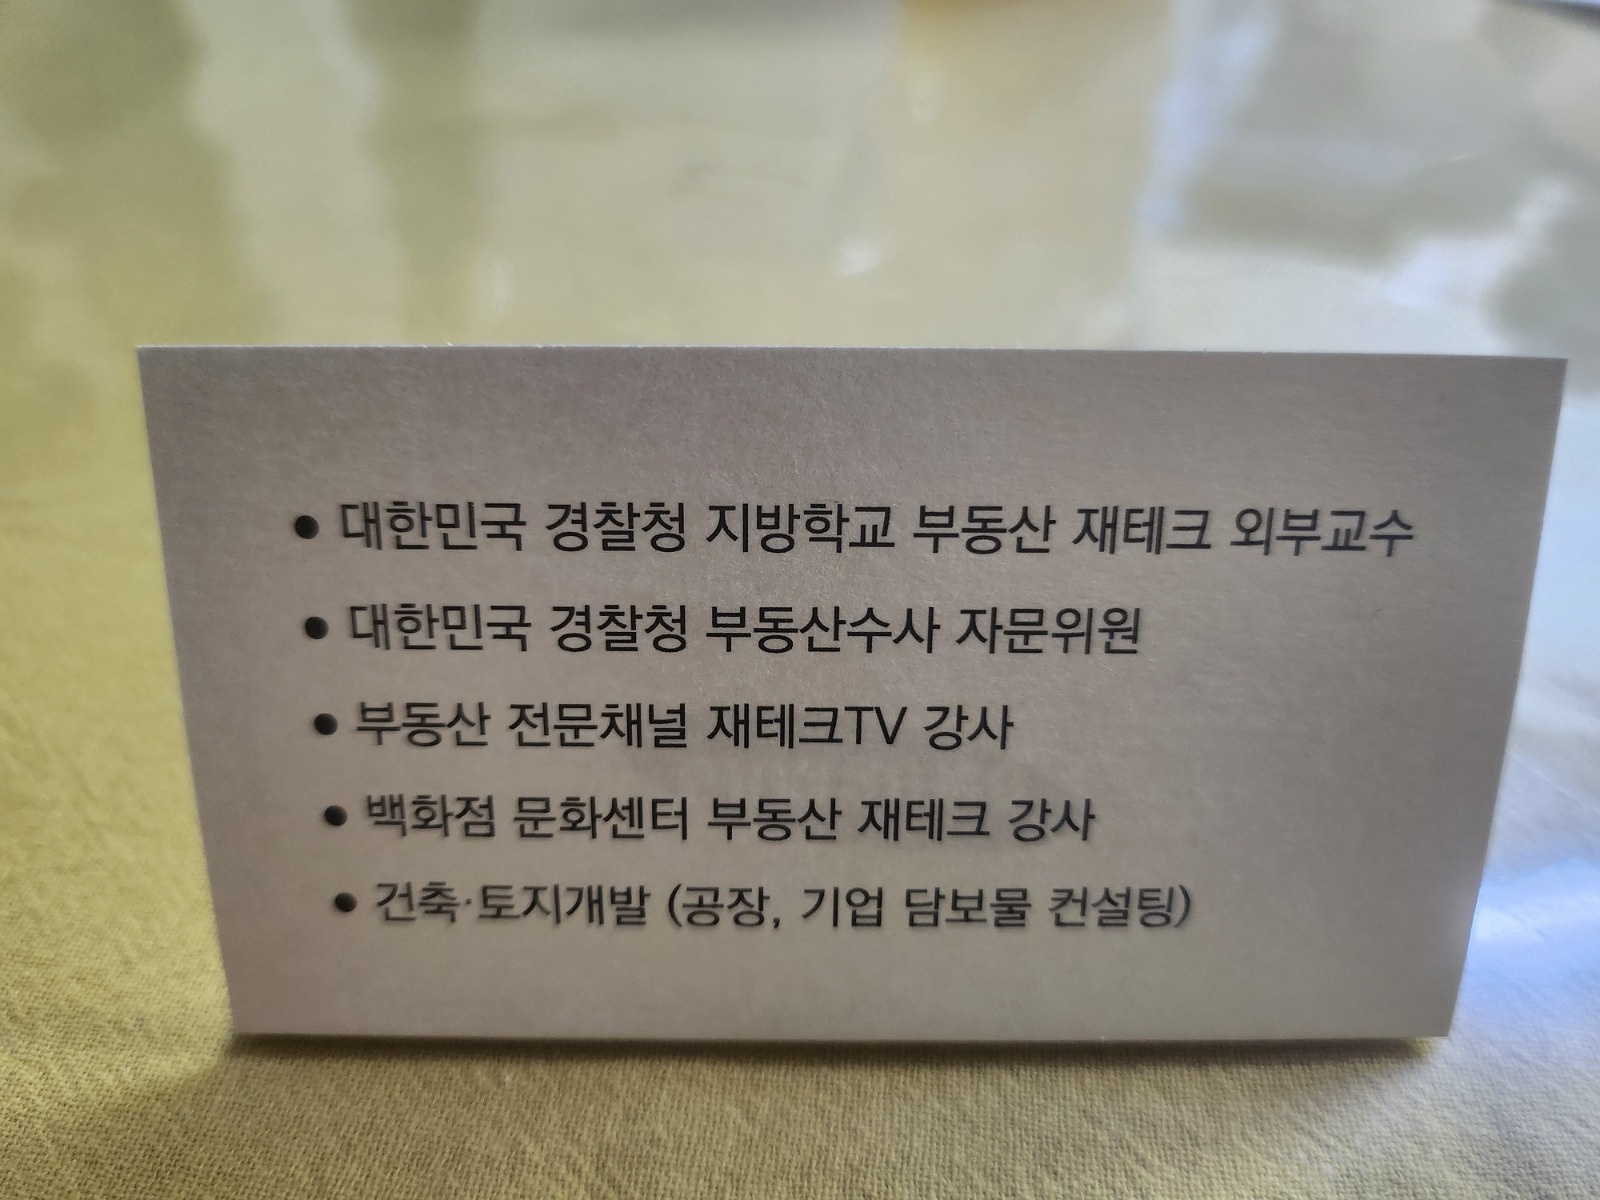 • 대한민국 경찰청 지방학교 부동산 재테크 외부교수
• 대한민국 경찰청 부동산수사 자문위원
• 부동산 전문채널 재테크TV 강사
• 백화점 문화센터 부동산 재테크 강사
• 건축·토지개발 (공장, 기업 담보물 컨설팅)